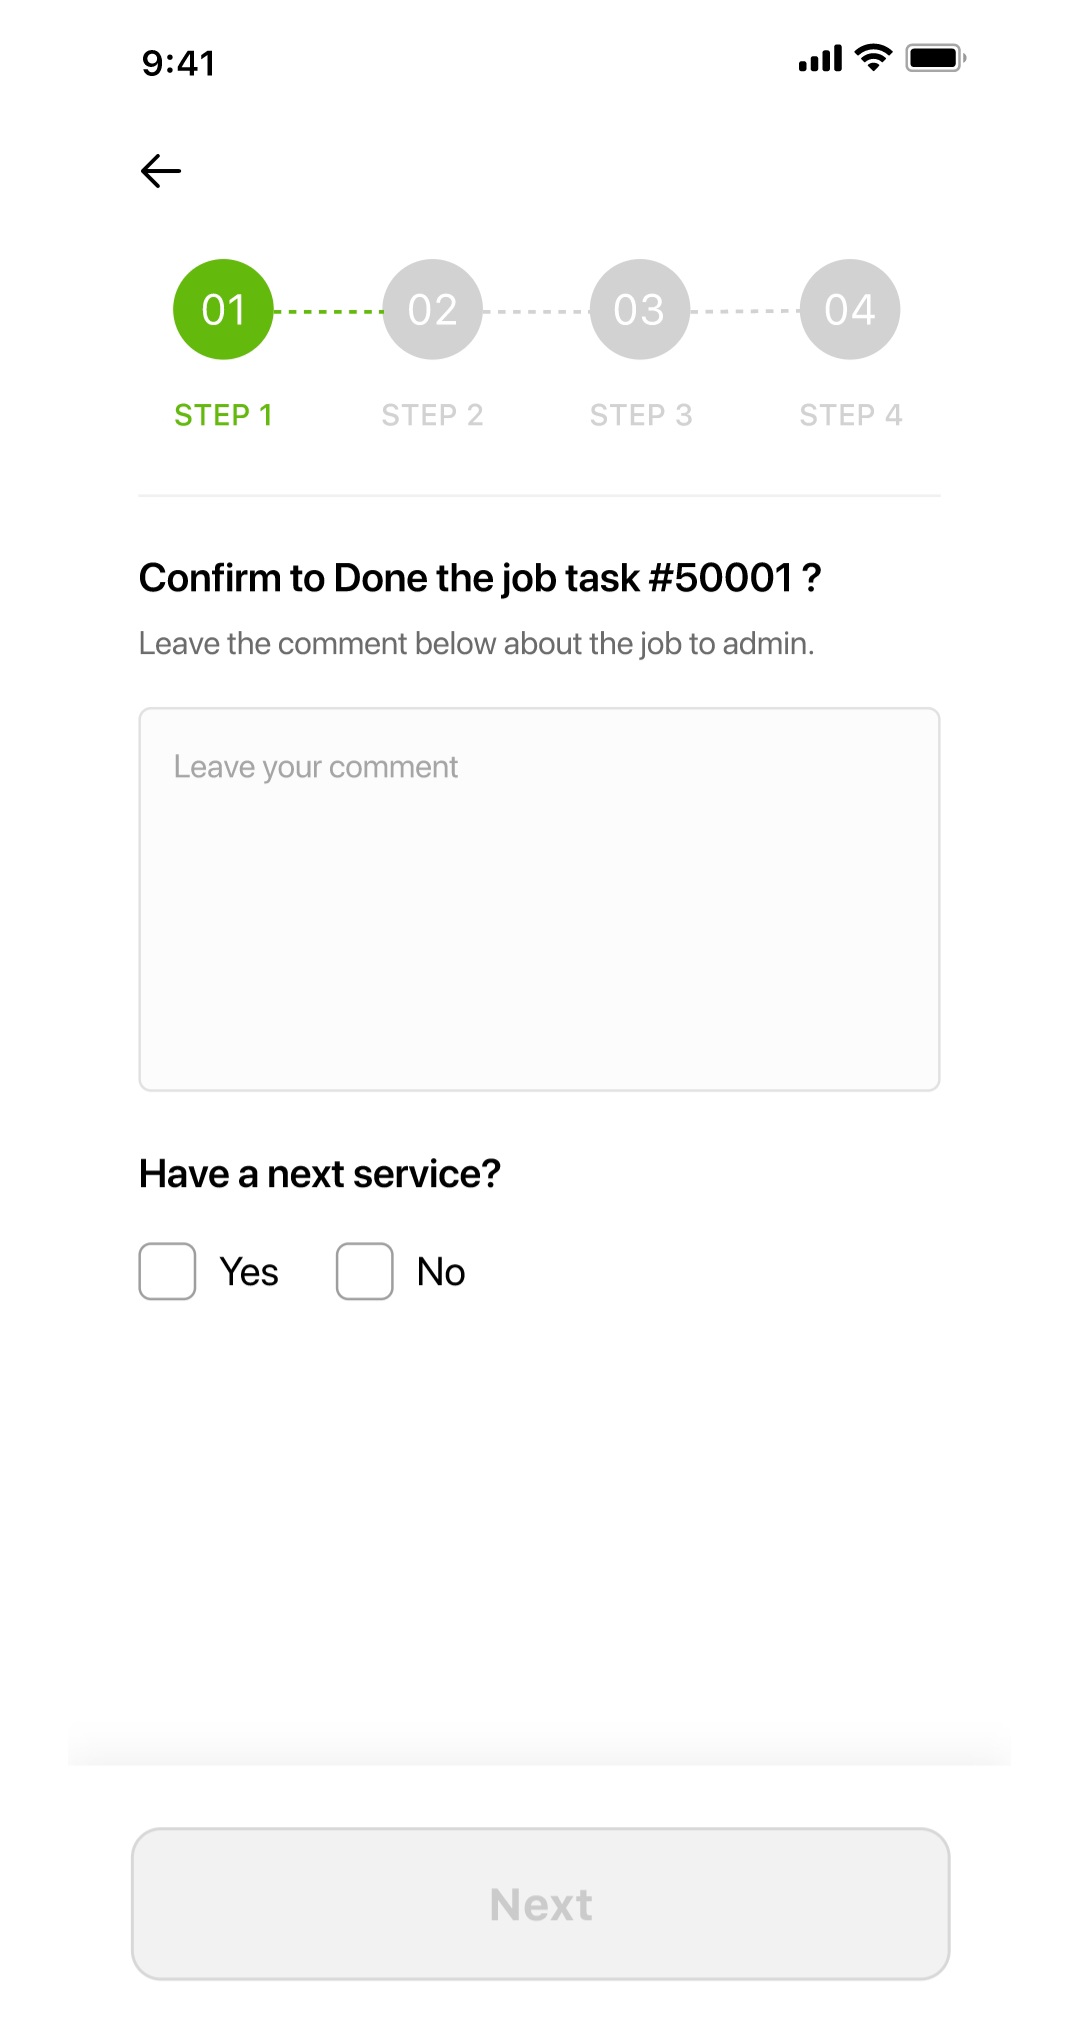 9:41
01 02 03 04
STEP 1 STEP 2 STEP 3 STEP 4
Confirm to Done the job task #50001 ?
Leave the comment below about the job to admin.
Leave your comment
Have a next service?
Yes No
Next